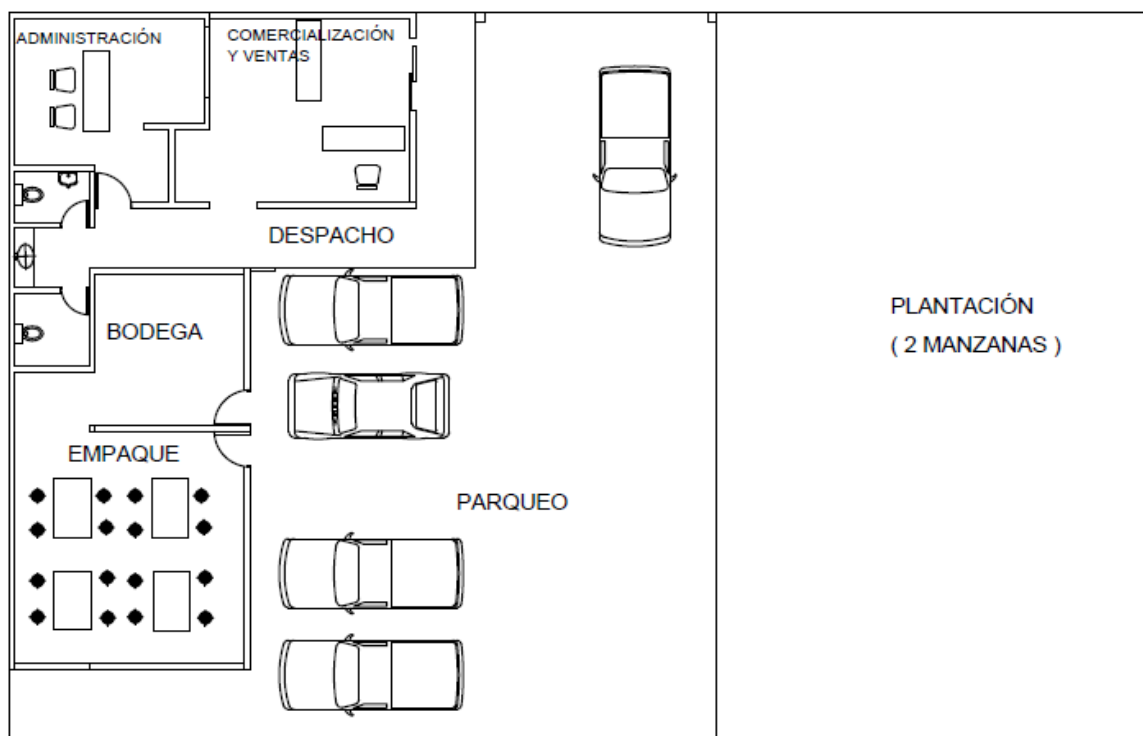 ADMINISTRACIÓN
COMERCIALIZACIÓN
Y VENTAS
DESPACHO
BODEGA
EMPAQUE
PARQUEO
PLANTACIÓN
( 2 MANZANAS )